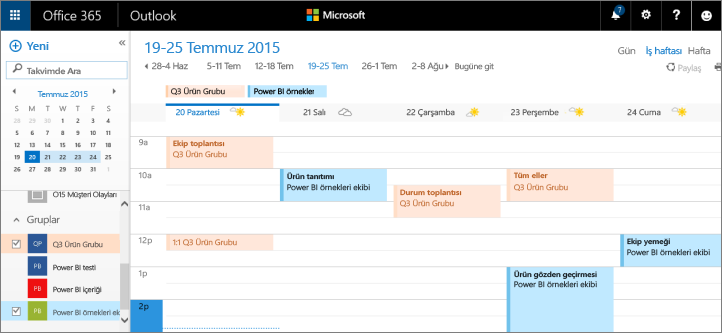 Office 365 Outlook Microsoft 7 ?
Yeni «
Takvimde Ara
Temmuz 2015
S M T W T F S
28 29 30 1 2 3 4
5 6 7 8 9 10 11
12 13 14 15 16 17 18
19 20 21 22 23 24 25
26 27 28 29 30 31 1
2 3 4 5 6 7 8
O15 Müşteri Olayları
Gruplar
QP Q3 Ürün Grubu
PB Power BI testi
PB Power BI içeriği
PB Power BI örnekleri ek
19-25 Temmuz 2015
Gün İş haftası Hafta
28-4 Haz 5-11 Tem 12-18 Tem 19-25 Tem 26-1 Tem 2-8 Ağu Bugüne git
Paylaş
Q3 Ürün Grubu Power BI örnekler
20 Pazartesi 21 Salı 22 Çarşamba 23 Perşembe 24 Cuma
9a
Ekip toplantısı
Q3 Ürün Grubu
10a
Ürün tanıtımı
Power BI örnekleri ekibi
Tüm eller
Q3 Ürün Grubu
Durum toplantısı
Q3 Ürün Grubu
11a
12p
1:1 Q3 Ürün Grubu
Ekip yemeği
Power BI örnekleri ekibi
1p
Ürün gözden geçirmesi
Power BI örnekleri ekibi
2p